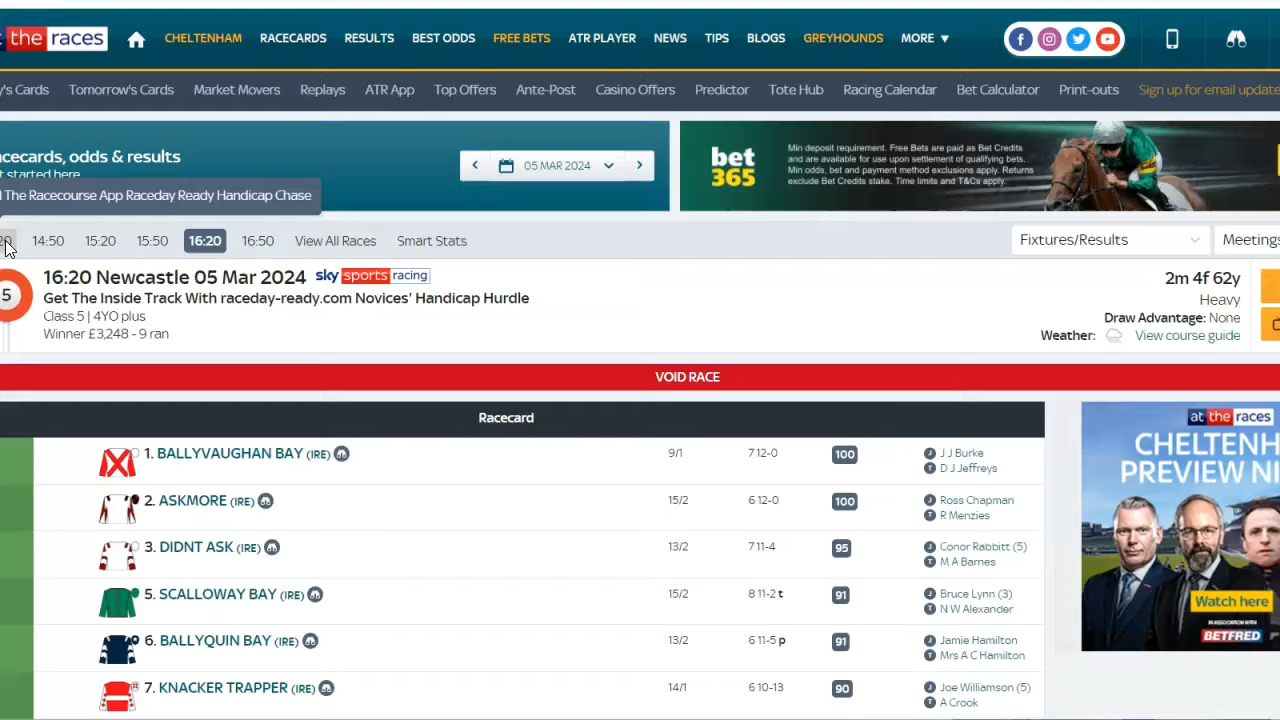 the races
CHELTENHAM
RACECARDS
RESULTS
BEST ODDS
FREE BETS
ATR PLAYER
NEWS
TIPS
BLOGS
GREYHOUNDS
MORE ▼
y's Cards
Tomorrow's Cards
Market Movers
Replays
ATR App
Top Offers
Ante-Post
Casino Offers
Predictor
Tote Hub
Racing Calendar
Bet Calculator
Print-outs
Sign up for email update
acecards, odds & results
t started here
05 MAR 2024
bet365
Min deposit requirement. Free Bets are paid as Bet Credits
and are available for use upon settlement of qualifying bets.
Min odds, bet and payment method exclusions apply. Returns
exclude Bet Credits stake. Time limits and T&Cs apply.
The Racecourse App Raceday Ready Handicap Chase
14:50
15:20
15:50
16:20
16:50
View All Races
Smart Stats
Fixtures/Results
Meetings
5
16:20 Newcastle 05 Mar 2024 sky sports racing
Get The Inside Track With raceday-ready.com Novices' Handicap Hurdle
Class 5 | 4YO plus
Winner £3,248 - 9 ran
2m 4f 62y
Heavy
Draw Advantage: None
Weather: View course guide
VOID RACE
Racecard
1. BALLYVAUGHAN BAY (IRE) 9/1 7 12-0 100 J J J Burke
T D J Jeffreys
2. ASKMORE (IRE) 15/2 6 12-0 100 J Ross Chapman
T R Menzies
3. DIDNT ASK (IRE) 13/2 7 11-4 95 J Conor Rabbitt (5)
T M A Barnes
5. SCALLOWAY BAY (IRE) 15/2 8 11-2 t 91 J Bruce Lynn (3)
T N W Alexander
6. BALLYQUIN BAY (IRE) 13/2 6 11-5 p 91 J Jamie Hamilton
T Mrs A C Hamilton
7. KNACKER TRAPPER (IRE) 14/1 6 10-13 90 J Joe Williamson (5)
T A Crook
at the races
CHELTENH
PREVIEW NI
Watch here
IN ASSOCIATION WITH
BETFRED